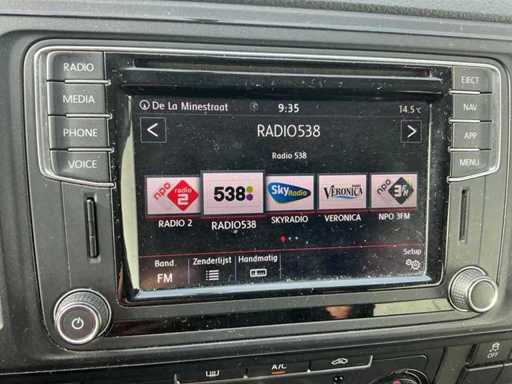 RADIO
MEDIA
PHONE
VOICE
EJECT
NAV
APP
MENU
De La Minestraat 9:35 14.5°C
< RADIO538 >
Radio 538
npo radio 2
538
Sky Radio
VERONICA
npo 3FM
RADIO 2 RADIO538 SKYRADIO VERONICA NPO 3FM
Band. Zenderlijst Handmatig Setup
FM
A/C
OFF